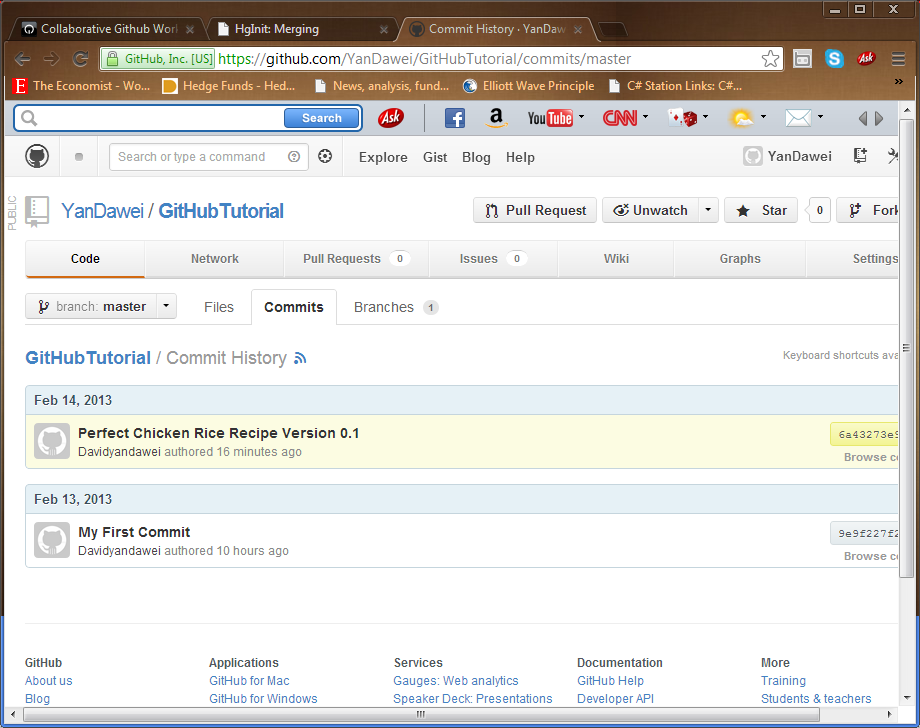 Collaborative Github Work
HgInit: Merging
Commit History · YanDaw
GitHub, Inc. [US] https://github.com/YanDawei/GitHubTutorial/commits/master
Ask
The Economist - Wo... Hedge Funds - Hed... News, analysis, fund... Elliott Wave Principle C# Station Links: C#... »
Search Ask f a YouTube CNN
Search or type a command Explore Gist Blog Help YanDawei
PUBLIC
YanDawei / GitHubTutorial Pull Request Unwatch Star 0 Fork
Code Network Pull Requests 0 Issues 0 Wiki Graphs Settings
branch: master Files Commits Branches 1
GitHubTutorial / Commit History Keyboard shortcuts ava
Feb 14, 2013
Perfect Chicken Rice Recipe Version 0.1 6a43273e9
Davidyandawei authored 16 minutes ago Browse co
Feb 13, 2013
My First Commit 9e9f227f2
Davidyandawei authored 10 hours ago Browse co
GitHub Applications Services Documentation More
About us GitHub for Mac Gauges: Web analytics GitHub Help Training
Blog GitHub for Windows Speaker Deck: Presentations Developer API Students & teachers